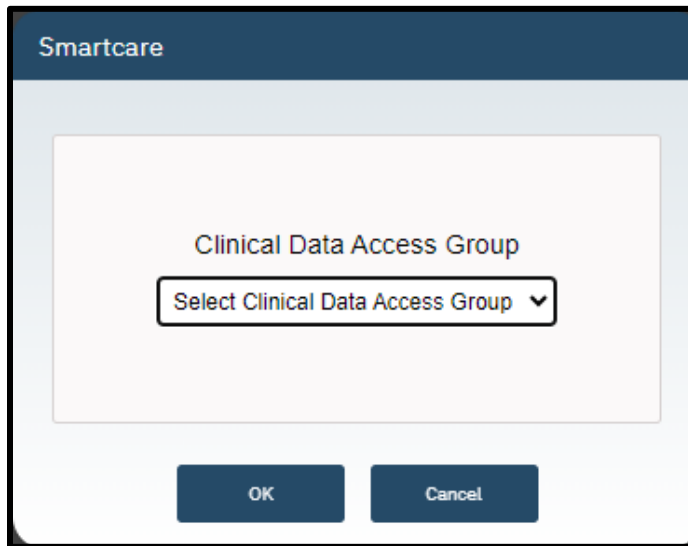 Smartcare
Clinical Data Access Group
Select Clinical Data Access Group
OK
Cancel